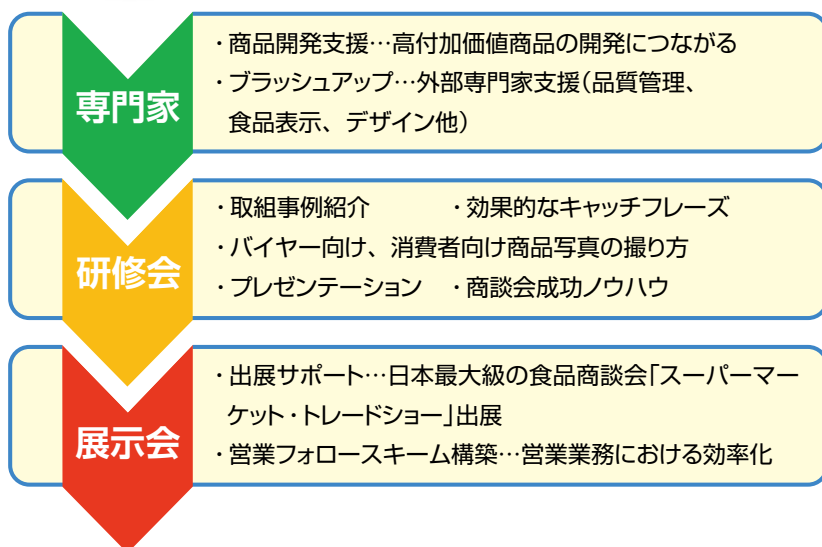 専門家
・商品開発支援…高付加価値商品の開発につながる
・ブラッシュアップ…外部専門家支援(品質管理、
食品表示、デザイン他)
研修会
・取組事例紹介　・効果的なキャッチフレーズ
・バイヤー向け、消費者向け商品写真の撮り方
・プレゼンテーション　・商談会成功ノウハウ
展示会
・出展サポート…日本最大級の食品商談会「スーパーマー
ケット・トレードショー」出展
・営業フォロースキーム構築…営業業務における効率化